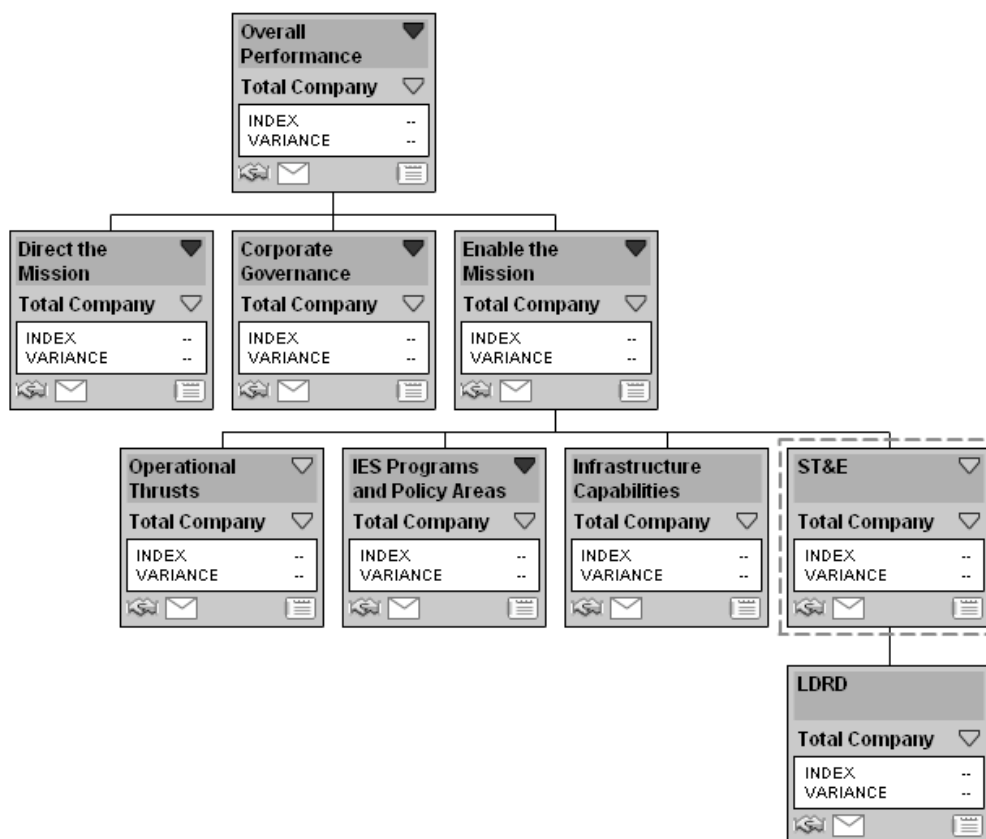 Overall
Performance
Total Company
INDEX --
VARIANCE --
Direct the
Mission
Total Company
INDEX --
VARIANCE --
Corporate
Governance
Total Company
INDEX --
VARIANCE --
Enable the
Mission
Total Company
INDEX --
VARIANCE --
Operational
Thrusts
Total Company
INDEX --
VARIANCE --
IES Programs
and Policy Areas
Total Company
INDEX --
VARIANCE --
Infrastructure
Capabilities
Total Company
INDEX --
VARIANCE --
ST&E
Total Company
INDEX --
VARIANCE --
LDRD
Total Company
INDEX --
VARIANCE --